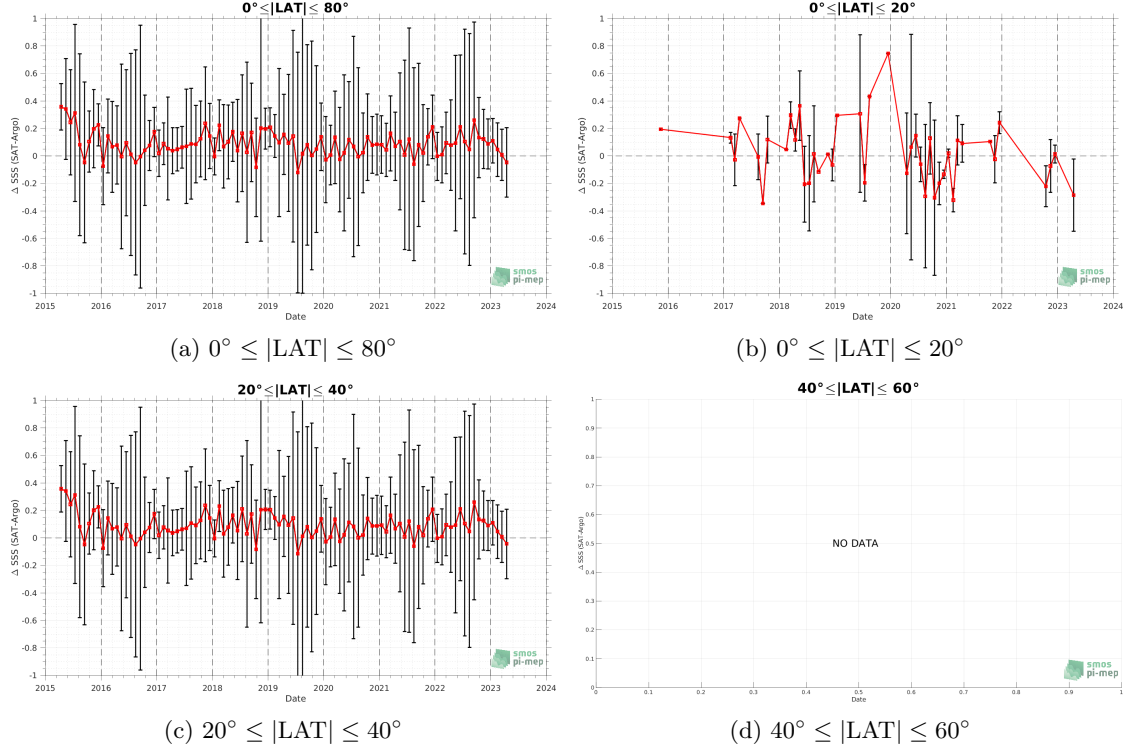 0°≤|LAT|≤ 80°
Δ SSS (SAT-Argo)
1
0.8
0.6
0.4
0.2
0
-0.2
-0.4
-0.6
-0.8
-1
2015 2016 2017 2018 2019 2020 2021 2022 2023 2024
Date
smos
pi-mep
(a) 0° ≤ |LAT| ≤ 80°
0°≤|LAT|≤ 20°
Δ SSS (SAT-Argo)
1
0.8
0.6
0.4
0.2
0
-0.2
-0.4
-0.6
-0.8
-1
2015 2016 2017 2018 2019 2020 2021 2022 2023 2024
Date
smos
pi-mep
(b) 0° ≤ |LAT| ≤ 20°
20°≤|LAT|≤ 40°
Δ SSS (SAT-Argo)
1
0.8
0.6
0.4
0.2
0
-0.2
-0.4
-0.6
-0.8
-1
2015 2016 2017 2018 2019 2020 2021 2022 2023 2024
Date
smos
pi-mep
(c) 20° ≤ |LAT| ≤ 40°
40°≤|LAT|≤ 60°
Δ SSS (SAT-Argo)
1
0.9
0.8
0.7
0.6
0.5
0.4
0.3
0.2
0.1
0
NO DATA
0 0.1 0.2 0.3 0.4 0.5 0.6 0.7 0.8 0.9 1
Date
smos
pi-mep
(d) 40° ≤ |LAT| ≤ 60°